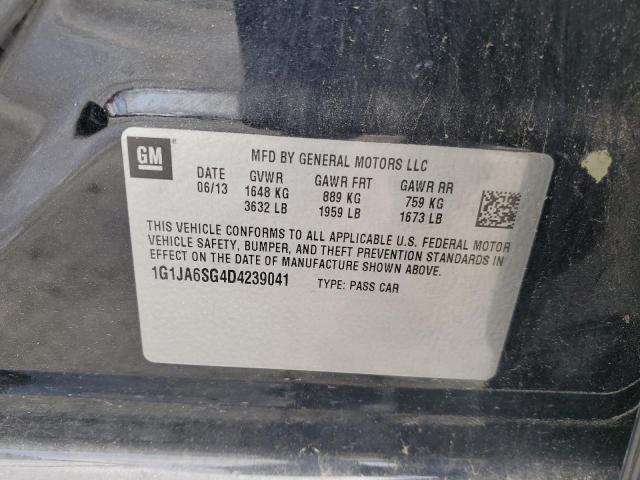 GM
MFD BY GENERAL MOTORS LLC
DATE GVWR GAWR FRT GAWR RR
06/13 1648 KG 889 KG 759 KG
3632 LB 1959 LB 1673 LB
THIS VEHICLE CONFORMS TO ALL APPLICABLE U.S. FEDERAL MOTOR
VEHICLE SAFETY, BUMPER, AND THEFT PREVENTION STANDARDS IN
EFFECT ON THE DATE OF MANUFACTURE SHOWN ABOVE.
1G1JA6SG4D4239041 TYPE: PASS CAR